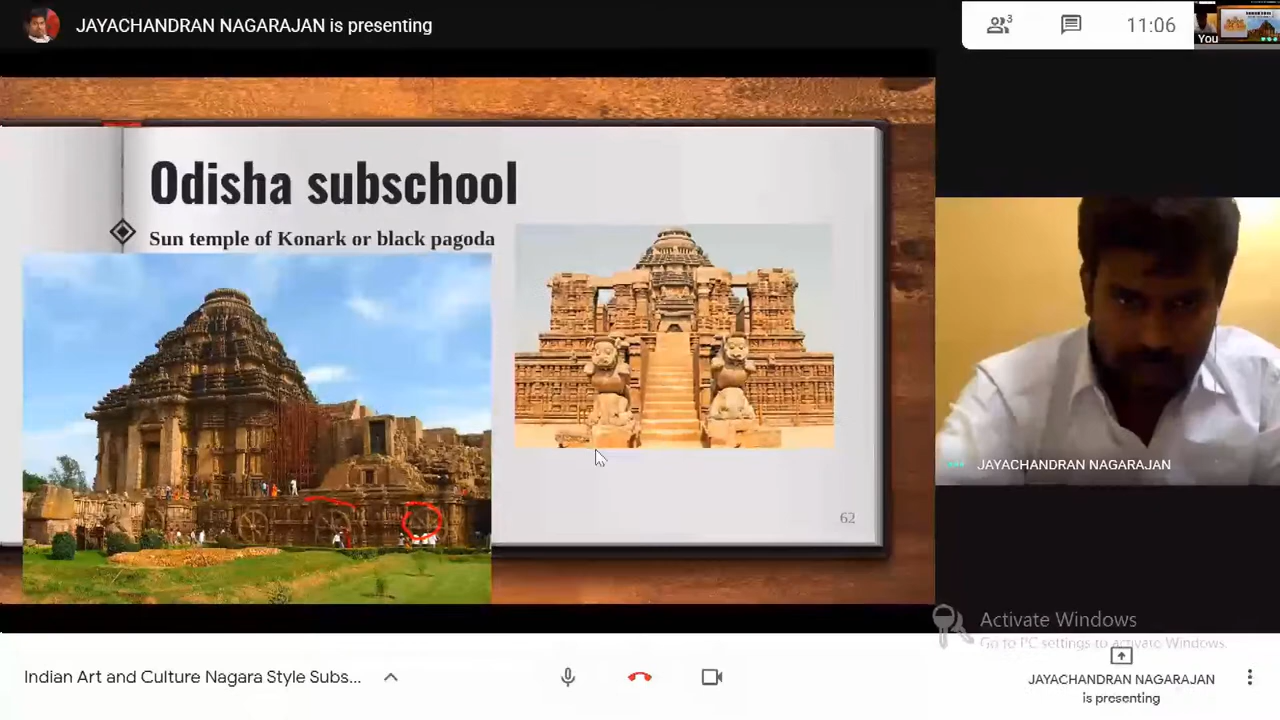 JAYACHANDRAN NAGARAJAN is presenting
3
11:06
You
Odisha subschool
Sun temple of Konark or black pagoda
62
JAYACHANDRAN NAGARAJAN
Activate Windows
Go to PC settings to activate Windows.
Indian Art and Culture Nagara Style Subs...
JAYACHANDRAN NAGARAJAN
is presenting